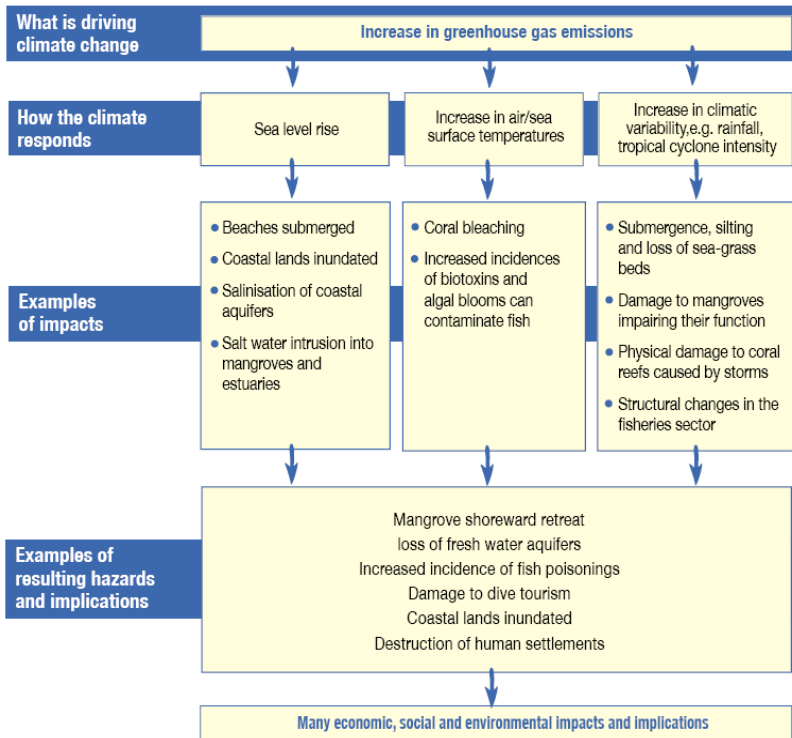 What is driving
climate change
Increase in greenhouse gas emissions
How the climate
responds
Sea level rise
Increase in air/sea
surface temperatures
Increase in climatic
variability,e.g. rainfall,
tropical cyclone intensity
Examples
of impacts
• Beaches submerged
• Coastal lands inundated
• Salinisation of coastal
aquifers
• Salt water intrusion into
mangroves and
estuaries
• Coral bleaching
• Increased incidences
of biotoxins and
algal blooms can
contaminate fish
• Submergence, silting
and loss of sea-grass
beds
• Damage to mangroves
impairing their function
• Physical damage to coral
reefs caused by storms
• Structural changes in the
fisheries sector
Examples of
resulting hazards
and implications
Mangrove shoreward retreat
loss of fresh water aquifers
Increased incidence of fish poisonings
Damage to dive tourism
Coastal lands inundated
Destruction of human settlements
Many economic, social and environmental impacts and implications